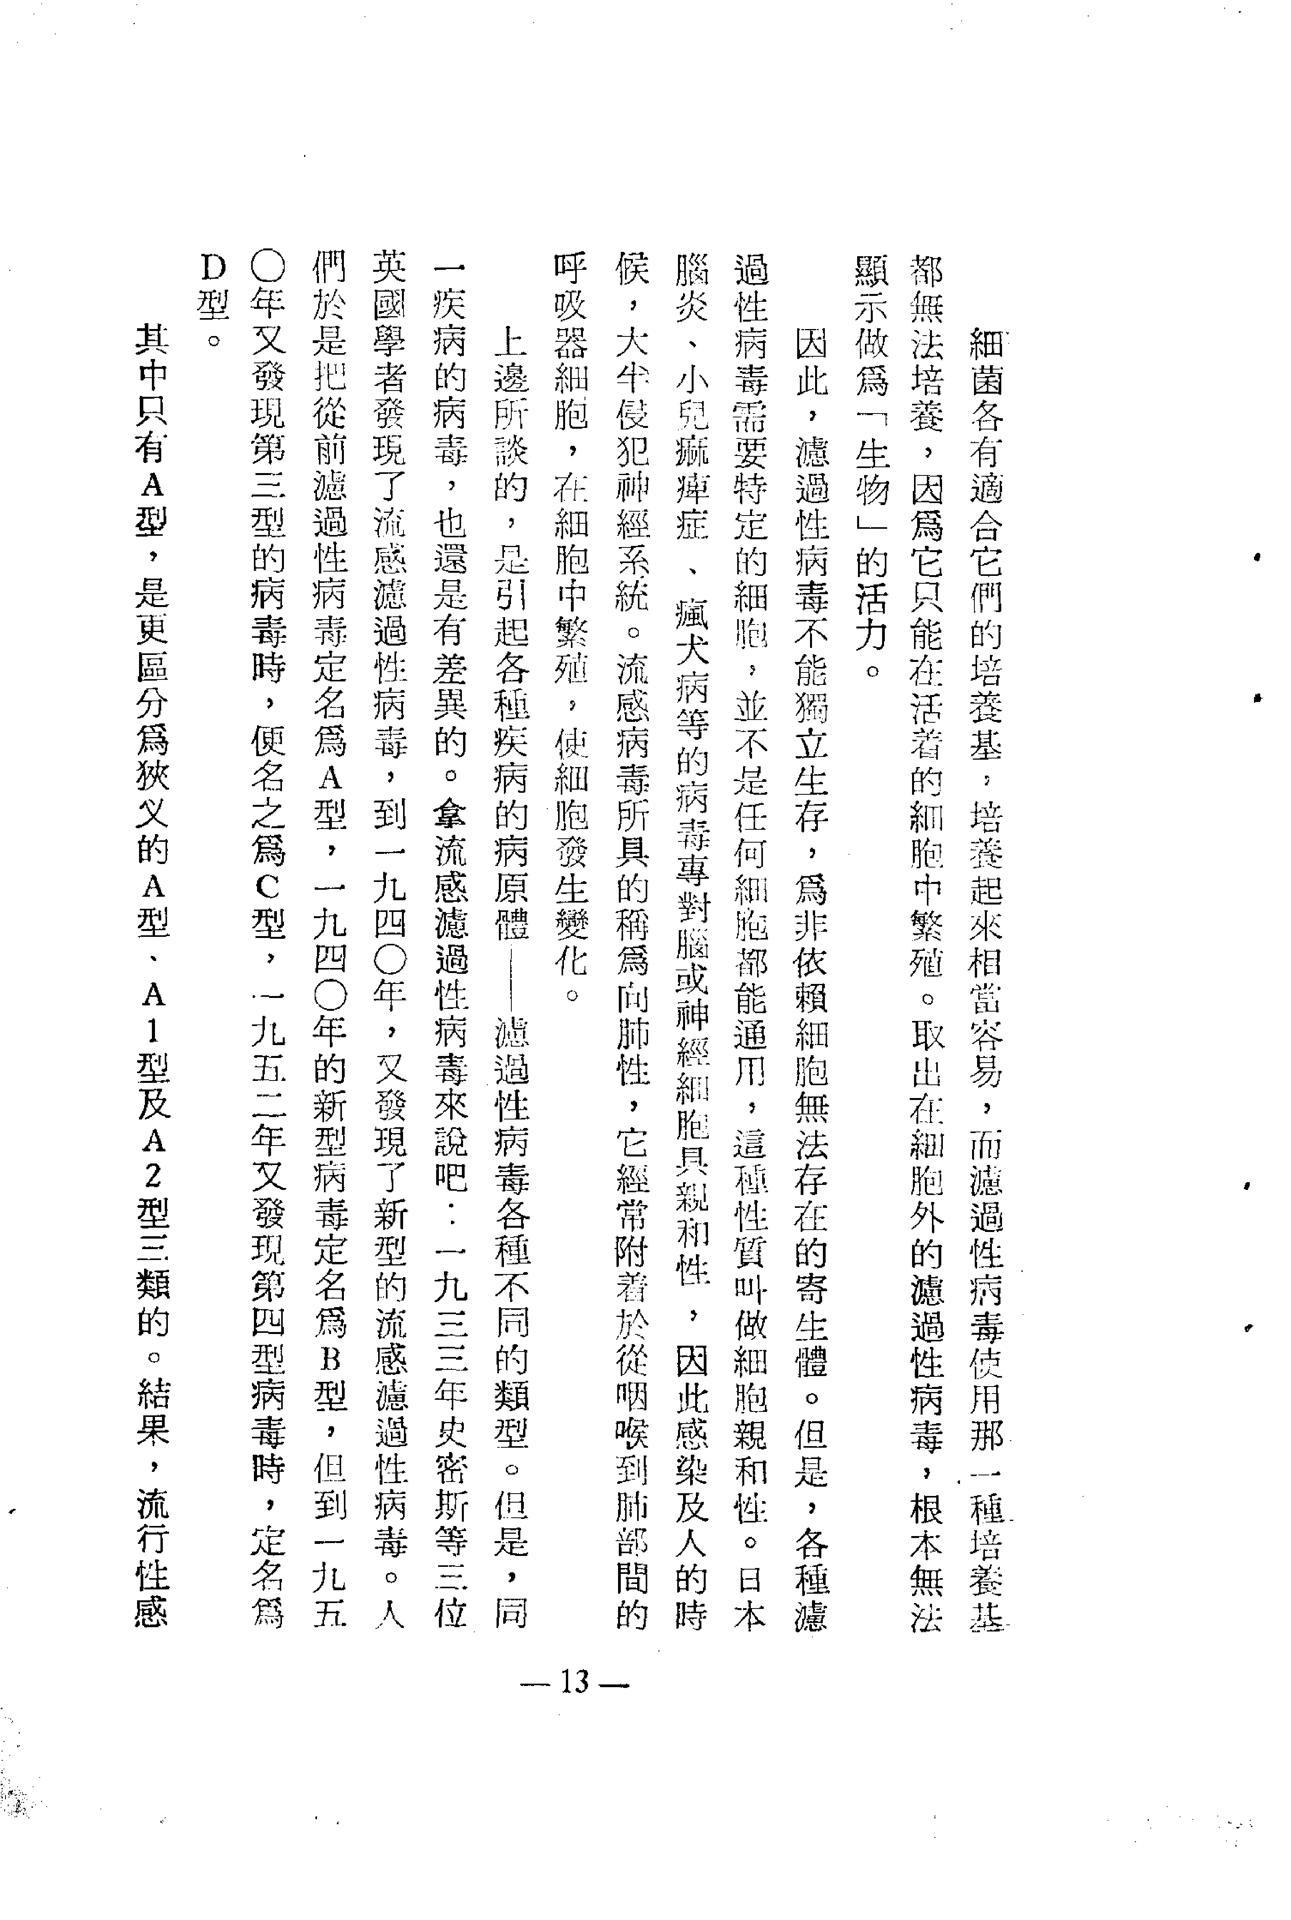 細菌各有適合它們的培養基，培養起來相當容易，而濾過性病毒使用那一種培養基
都無法培養，因爲它只能在活着的細胞中繁殖。取出在細胞外的濾過性病毒，根本無法
顯示做爲「生物」的活力。
因此，濾過性病毒不能獨立生存，爲非依賴細胞無法存在的寄生體。但是，各種濾
過性病毒需要特定的細胞，並不是任何細胞都能通用，這種性質叫做細胞親和性。日本
腦炎、小兒痲痺症、瘋犬病等的病毒專對腦或神經細胞具親和性，因此感染及人的時
候，大半侵犯神經系統。流感病毒所具的稱爲向肺性，它經常附着於從咽喉到肺部間的
呼吸器細胞，在細胞中繁殖，使細胞發生變化。
上邊所談的，是引起各種疾病的病原體——濾過性病毒各種不同的類型。但是，同
一疾病的病毒，也還是有差異的。拿流感濾過性病毒來說吧：一九三三年史密斯等三位
英國學者發現了流感濾過性病毒，到一九四〇年，又發現了新型的流感濾過性病毒。人
們於是把從前濾過性病毒定名爲A型，一九四〇年的新型病毒定名爲B型，但到一九五
〇年又發現第三型的病毒時，便名之爲C型，一九五二年又發現第四型病毒時，定名爲
D型。
其中只有A型，是更區分爲狹义的A型、A1型及A2型三類的。結果，流行性感
— 13 —